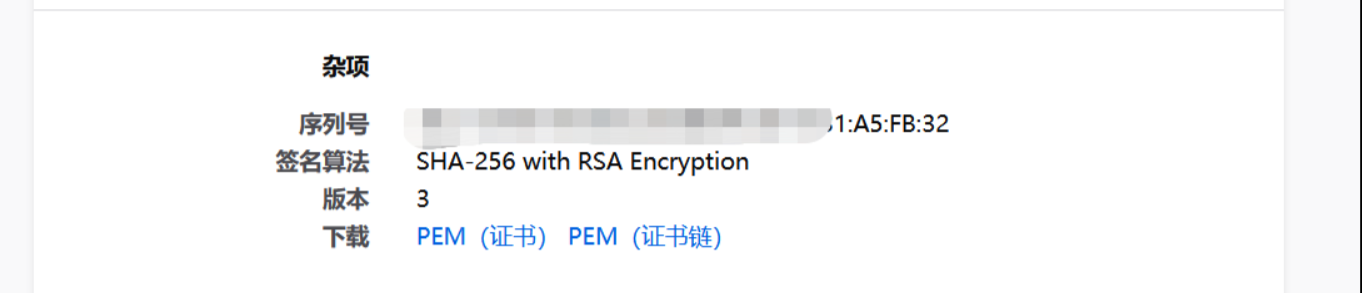 杂项
序列号 1:A5:FB:32
签名算法 SHA-256 with RSA Encryption
版本 3
下载 PEM（证书） PEM（证书链）